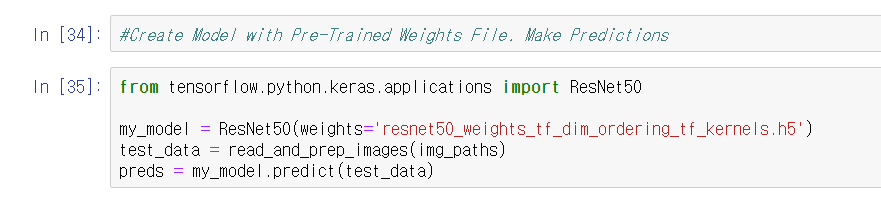 In [34]: #Create Model with Pre-Trained Weights File. Make Predictions
In [35]: from tensorflow.python.keras.applications import ResNet50
my_model = ResNet50(weights='resnet50_weights_tf_dim_ordering_tf_kernels.h5')
test_data = read_and_prep_images(img_paths)
preds = my_model.predict(test_data)